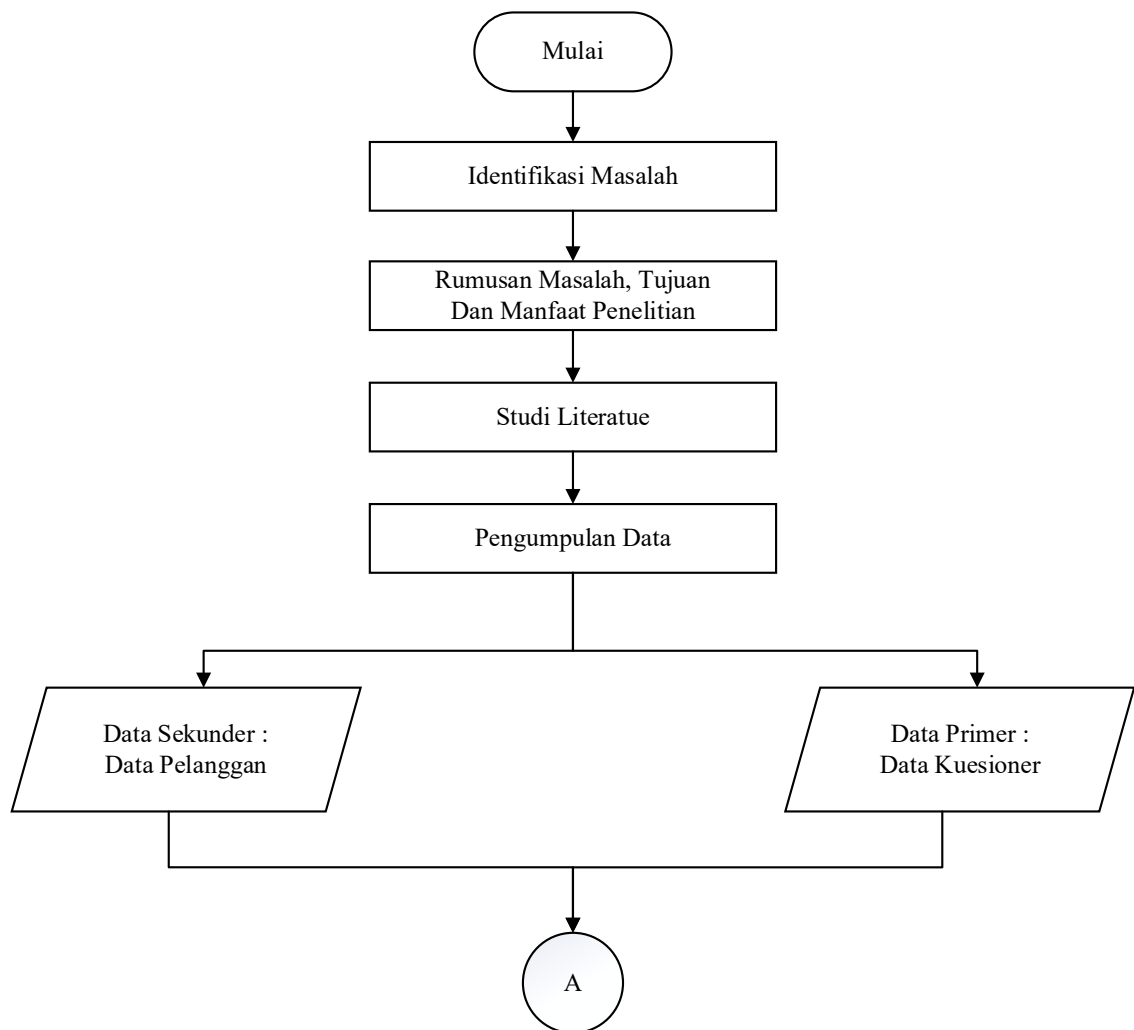 Mulai
Identifikasi Masalah
Rumusan Masalah, Tujuan
Dan Manfaat Penelitian
Studi Literatue
Pengumpulan Data
Data Sekunder :
Data Pelanggan
Data Primer :
Data Kuesioner
A